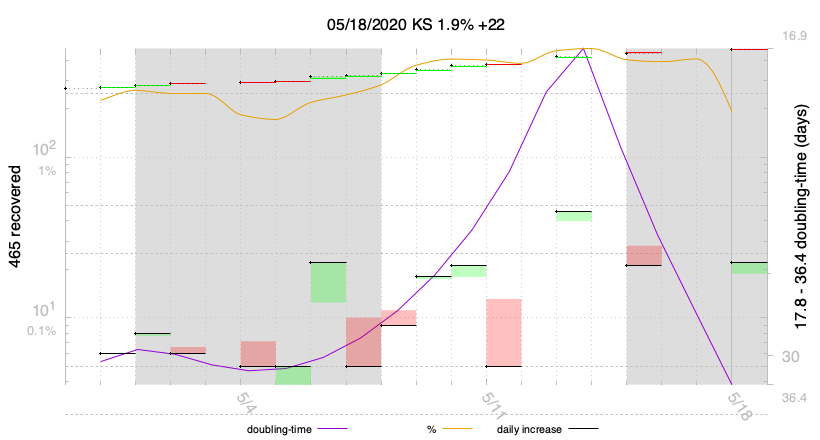 05/18/2020 KS 1.9% +22
16.9
10²
1%
10¹
0.1%
30
36.4
5/4
5/11
5/18
465 recovered
17.8 - 36.4 doubling-time (days)
doubling-time
%
daily increase